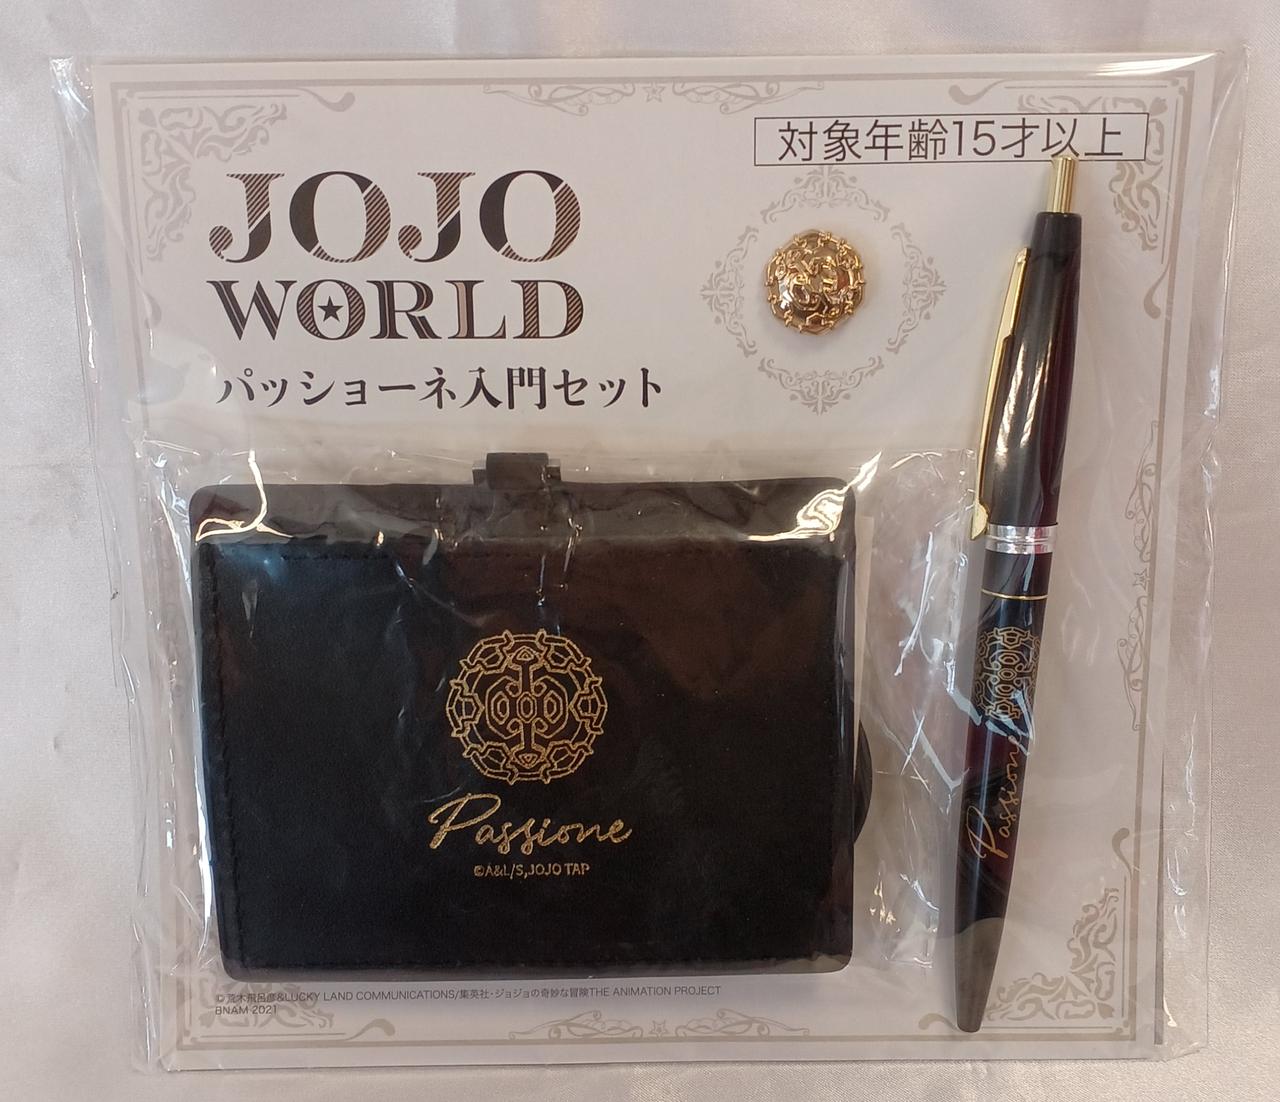 対象年齢15才以上
JOJO
WORLD
パッショーネ入門セット
Passione
©A&L/S,JOJO TAP
Passione
©荒木飛呂彦&LUCKY LAND COMMUNICATIONS/集英社・ジョジョの奇妙な冒険THE ANIMATION PROJECT
BNAM 2021